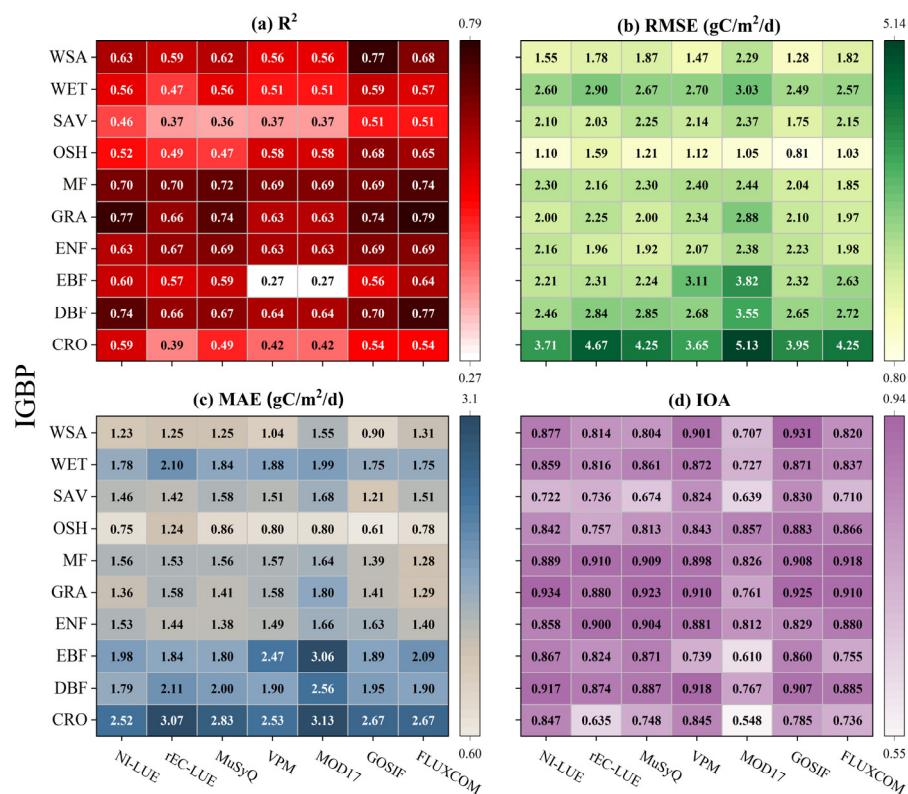 (a) R²
0.79
WSA 0.63 0.59 0.62 0.56 0.56 0.77 0.68
WET 0.56 0.47 0.56 0.51 0.51 0.59 0.57
SAV 0.46 0.37 0.36 0.37 0.37 0.51 0.51
OSH 0.52 0.49 0.47 0.58 0.58 0.68 0.65
MF 0.70 0.70 0.72 0.69 0.69 0.69 0.74
GRA 0.77 0.66 0.74 0.63 0.63 0.74 0.79
ENF 0.63 0.67 0.69 0.63 0.63 0.69 0.69
EBF 0.60 0.57 0.59 0.27 0.27 0.56 0.64
DBF 0.74 0.66 0.67 0.64 0.64 0.70 0.77
CRO 0.59 0.39 0.49 0.42 0.42 0.54 0.54
0.27
(b) RMSE (gC/m²/d)
5.14
1.55 1.78 1.87 1.47 2.29 1.28 1.82
2.60 2.90 2.67 2.70 3.03 2.49 2.57
2.10 2.03 2.25 2.14 2.37 1.75 2.15
1.10 1.59 1.21 1.12 1.05 0.81 1.03
2.30 2.16 2.30 2.40 2.44 2.04 1.85
2.00 2.25 2.00 2.34 2.88 2.10 1.97
2.16 1.96 1.92 2.07 2.38 2.23 1.98
2.21 2.31 2.24 3.11 3.82 2.32 2.63
2.46 2.84 2.85 2.68 3.55 2.65 2.72
3.71 4.67 4.25 3.65 5.13 3.95 4.25
0.80
IGBP
(c) MAE (gC/m²/d)
3.1
WSA 1.23 1.25 1.25 1.04 1.55 0.90 1.31
WET 1.78 2.10 1.84 1.88 1.99 1.75 1.75
SAV 1.46 1.42 1.58 1.51 1.68 1.21 1.51
OSH 0.75 1.24 0.86 0.80 0.80 0.61 0.78
MF 1.56 1.53 1.56 1.57 1.64 1.39 1.28
GRA 1.36 1.58 1.41 1.58 1.80 1.41 1.29
ENF 1.53 1.44 1.38 1.49 1.66 1.63 1.40
EBF 1.98 1.84 1.80 2.47 3.06 1.89 2.09
DBF 1.79 2.11 2.00 1.90 2.56 1.95 1.90
CRO 2.52 3.07 2.83 2.53 3.13 2.67 2.67
0.60
NI-LUE rEC-LUE MuSyQ VPM MOD17 GOSIF FLUXCOM
(d) IOA
0.94
0.877 0.814 0.804 0.901 0.707 0.931 0.820
0.859 0.816 0.861 0.872 0.727 0.871 0.837
0.722 0.736 0.674 0.824 0.639 0.830 0.710
0.842 0.757 0.813 0.843 0.857 0.883 0.866
0.889 0.910 0.909 0.898 0.826 0.908 0.918
0.934 0.880 0.923 0.910 0.761 0.925 0.910
0.858 0.900 0.904 0.881 0.812 0.829 0.880
0.867 0.824 0.871 0.739 0.610 0.860 0.755
0.917 0.874 0.887 0.918 0.767 0.907 0.885
0.847 0.635 0.748 0.845 0.548 0.785 0.736
0.55
NI-LUE rEC-LUE MuSyQ VPM MOD17 GOSIF FLUXCOM